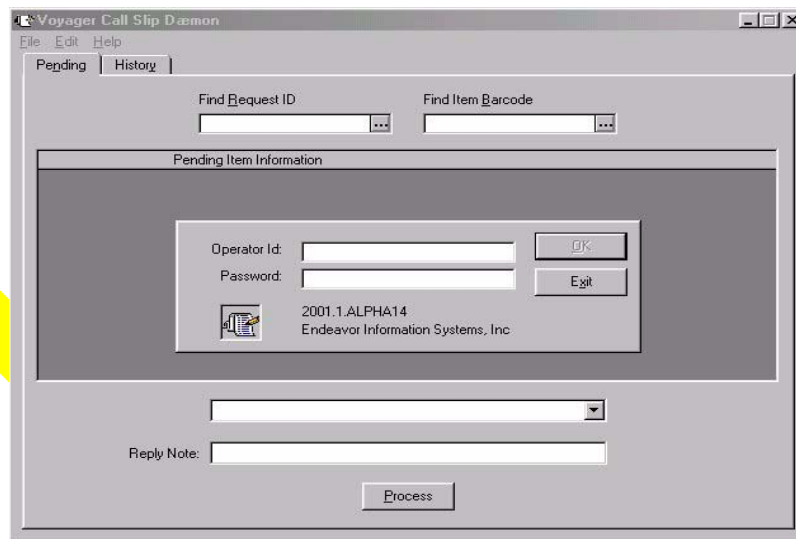 Voyager Call Slip Dæmon
File Edit Help
Pending History
Find Request ID Find Item Barcode
... ...
Pending Item Information
Operator Id: OK
Password: Exit
2001.1.ALPHA14
Endeavor Information Systems, Inc
Reply Note:
Process